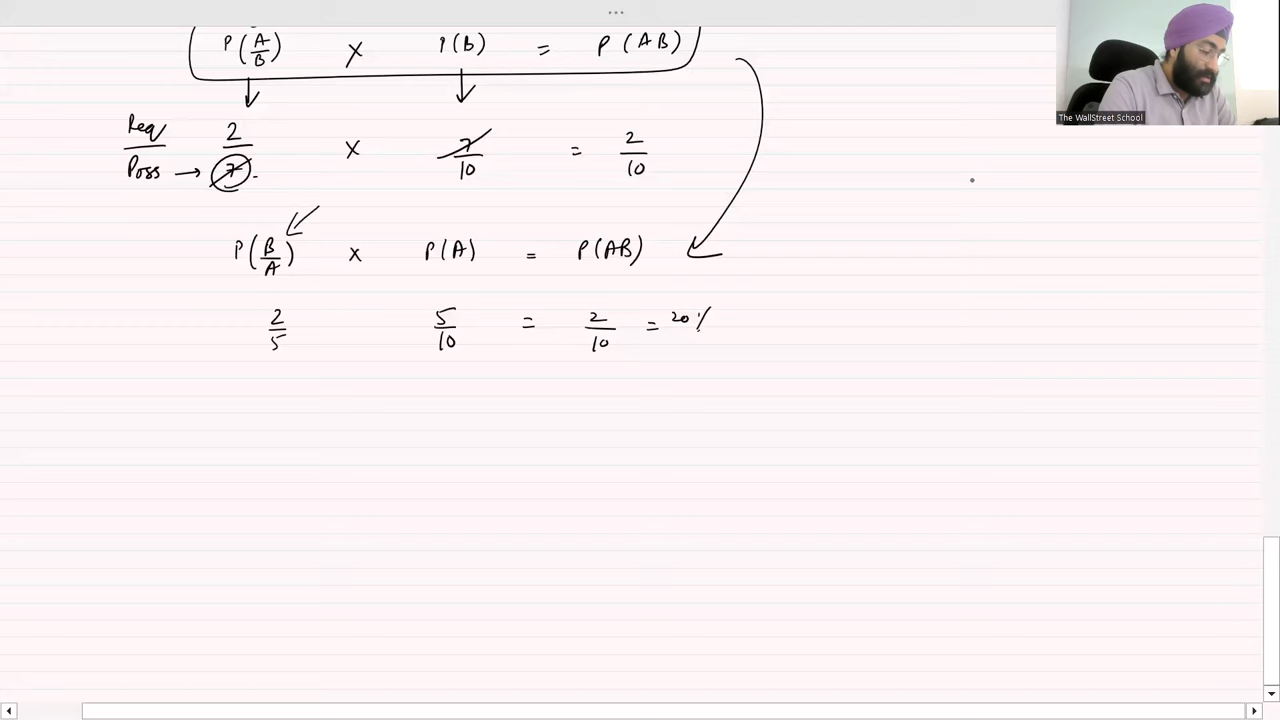 P(A/B) × P(B) = P(AB)
Req/Poss → 2/7 × 7/10 = 2/10
P(B/A) × P(A) = P(AB)
2/5 5/10 = 2/10 = 20%
The WallStreet School